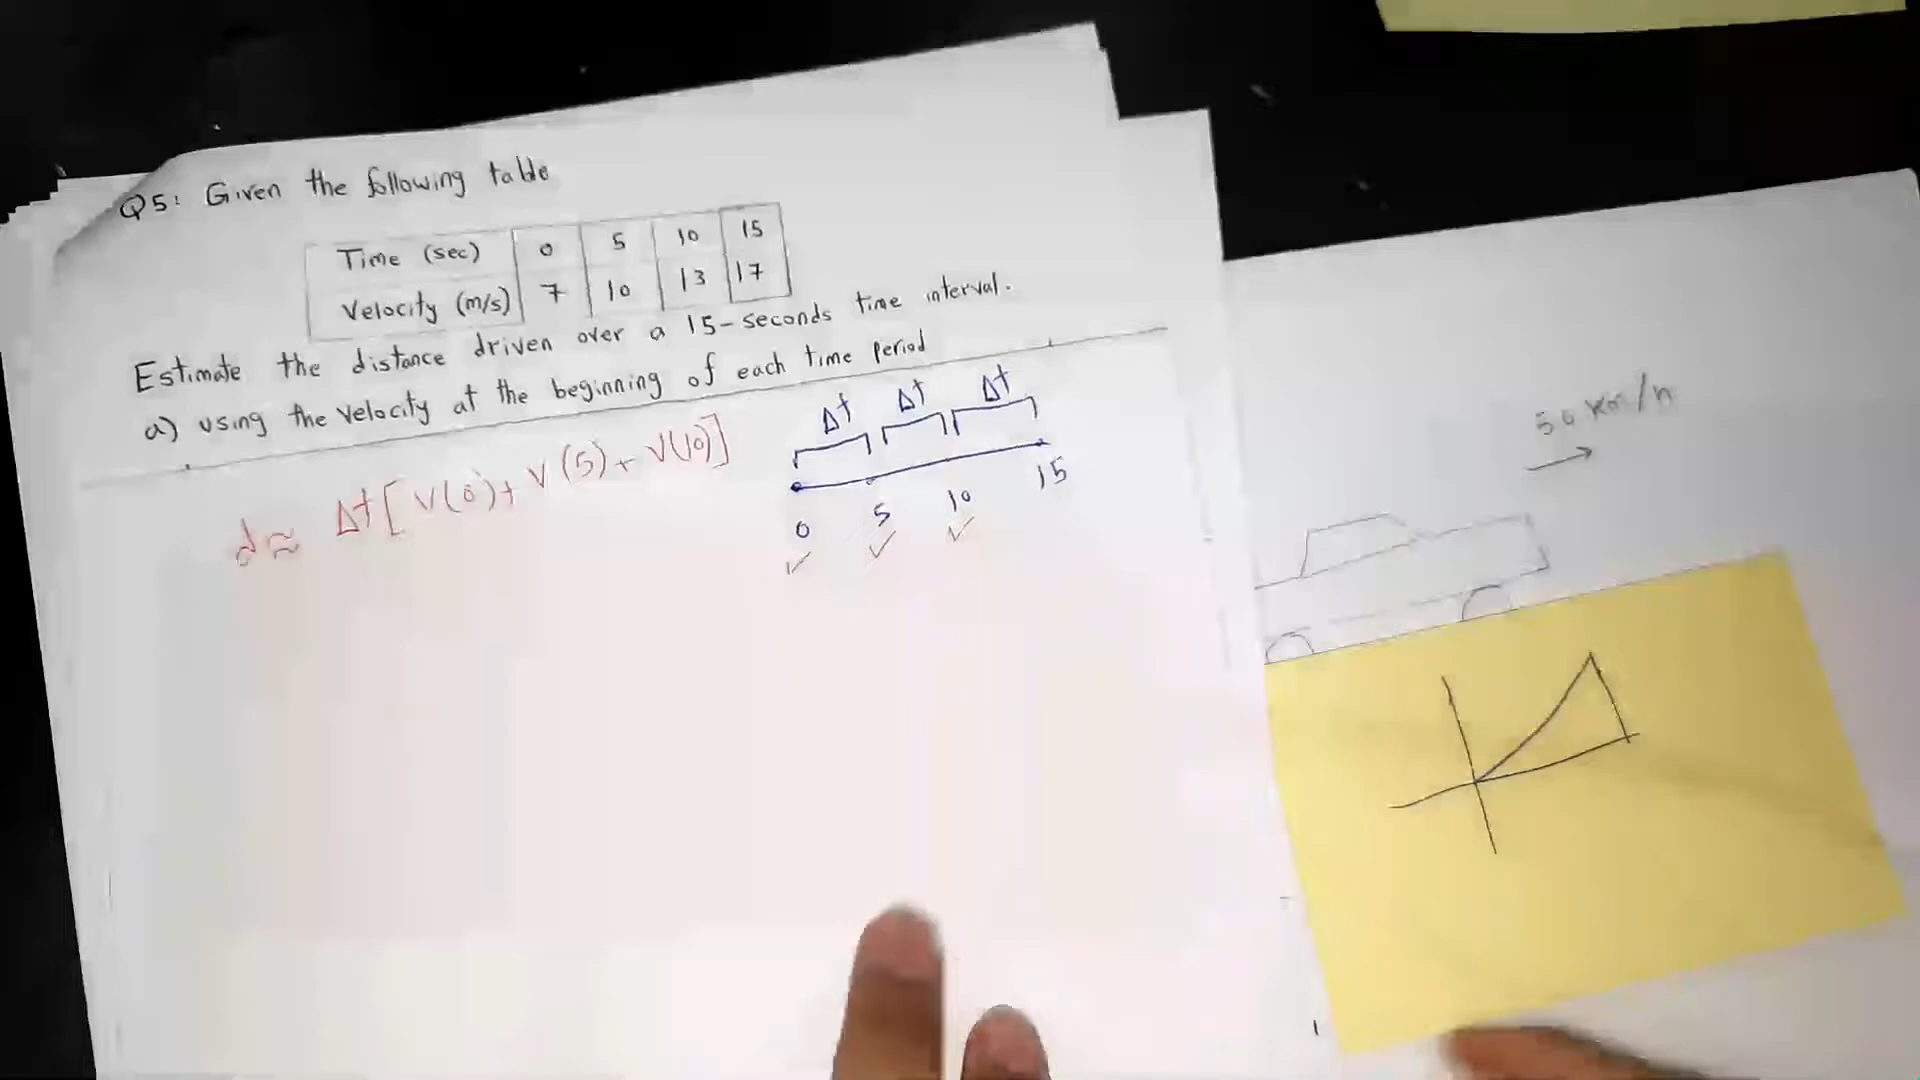 Q5: Given the following table
Time (sec) 0 5 10 15
Velocity (m/s) 7 10 13 17
Estimate the distance driven over a 15-seconds time interval.
a) using the velocity at the beginning of each time period
Δt Δt Δt
d ≈ Δt [ V(0) + V(5) + V(10)]
0 5 10 15
50 km/h